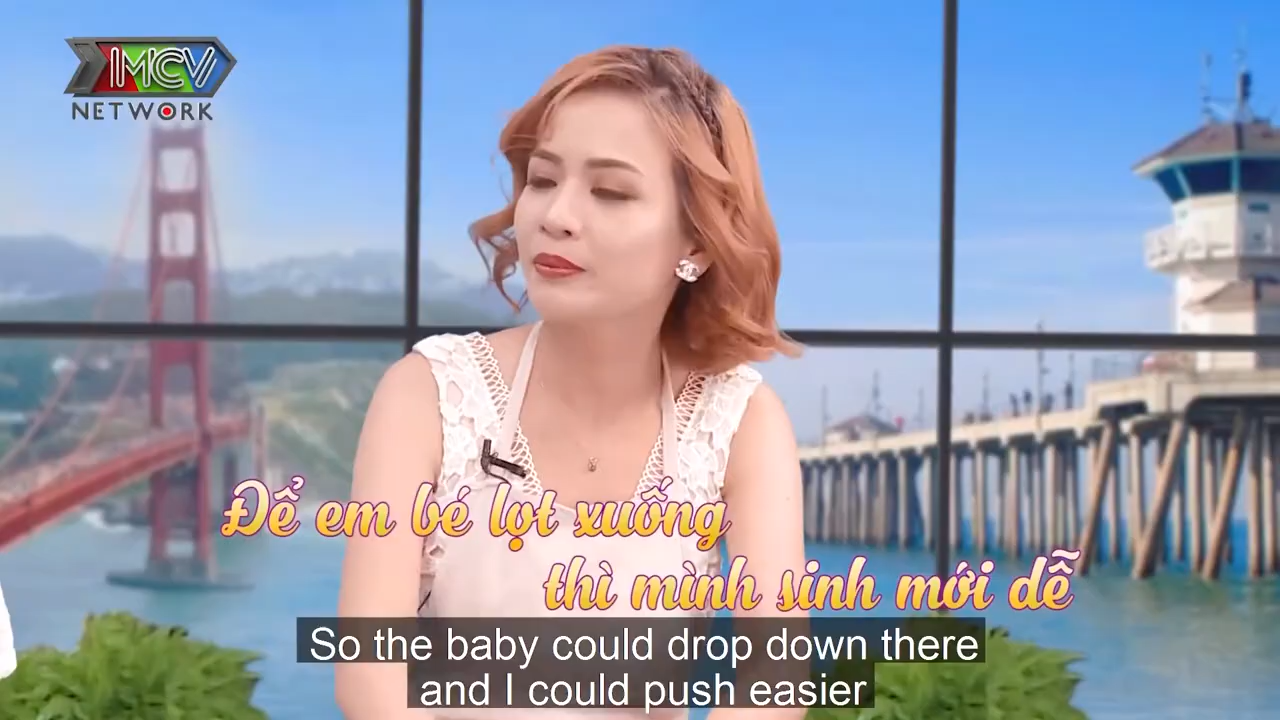 MCV
NETWORK
Để em bé lọt xuống
thì mình sinh mới dễ
So the baby could drop down there
and I could push easier